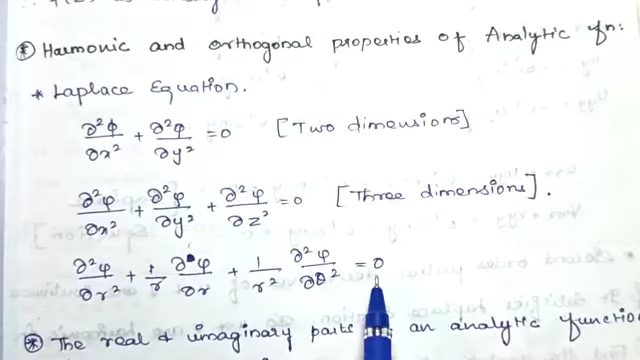 * Harmonic and orthogonal properties of Analytic fn:
* Laplace Equation.
∂²φ/∂x² + ∂²φ/∂y² = 0 [Two dimensions]
∂²φ/∂x² + ∂²φ/∂y² + ∂²φ/∂z² = 0 [Three dimensions].
∂²φ/∂r² + 1/r ∂φ/∂r + 1/r² ∂²φ/∂θ² = 0
* The real & imaginary parts an analytic function